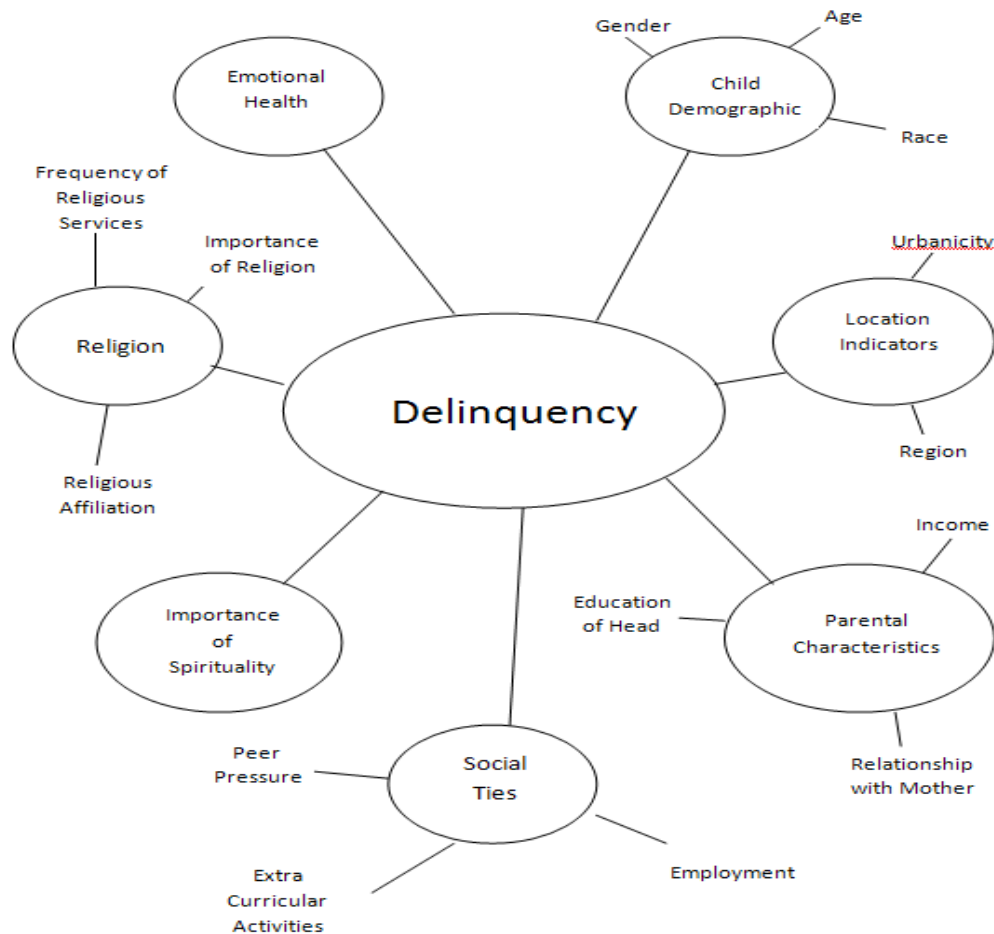 Gender
Age
Emotional
Health
Child
Demographic
Race
Frequency of
Religious
Services
Importance
of Religion
Urbanicity
Religion
Location
Indicators
Delinquency
Region
Religious
Affiliation
Income
Education
of Head
Importance
of
Spirituality
Parental
Characteristics
Peer
Pressure
Social
Ties
Relationship
with Mother
Extra
Curricular
Activities
Employment